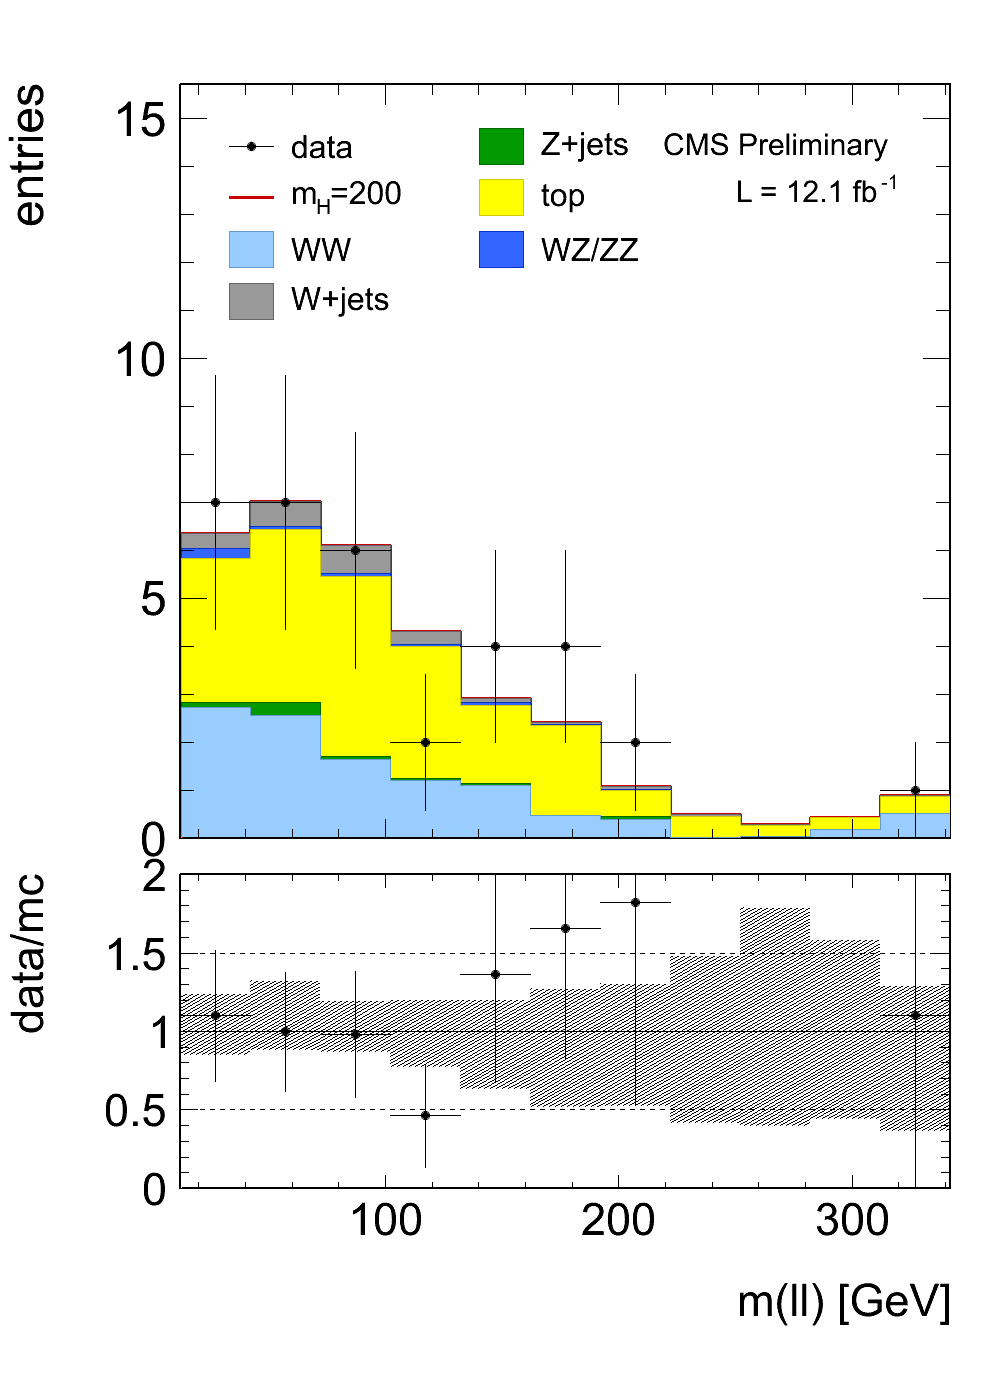 entries
15
10
5
0
data
m_H=200
WW
W+jets
Z+jets
top
WZ/ZZ
CMS Preliminary
L = 12.1 fb⁻¹
data/mc
2
1.5
1
0.5
0
100 200 300
m(ll) [GeV]